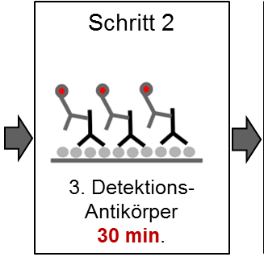 Schritt 2
3. Detektions-
Antikörper
30 min.